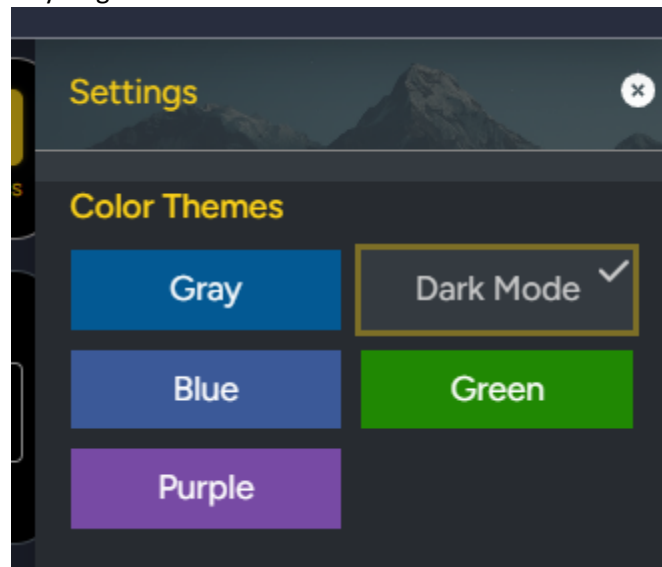 Settings
Color Themes
Gray
Dark Mode
Blue
Green
Purple